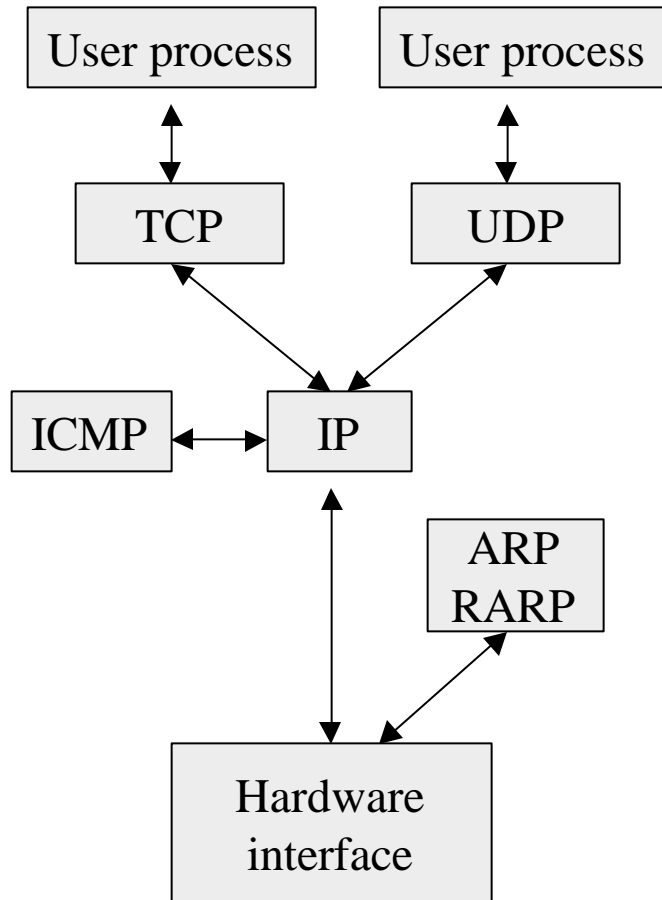 User process
User process
TCP
UDP
ICMP
IP
ARP
RARP
Hardware
interface